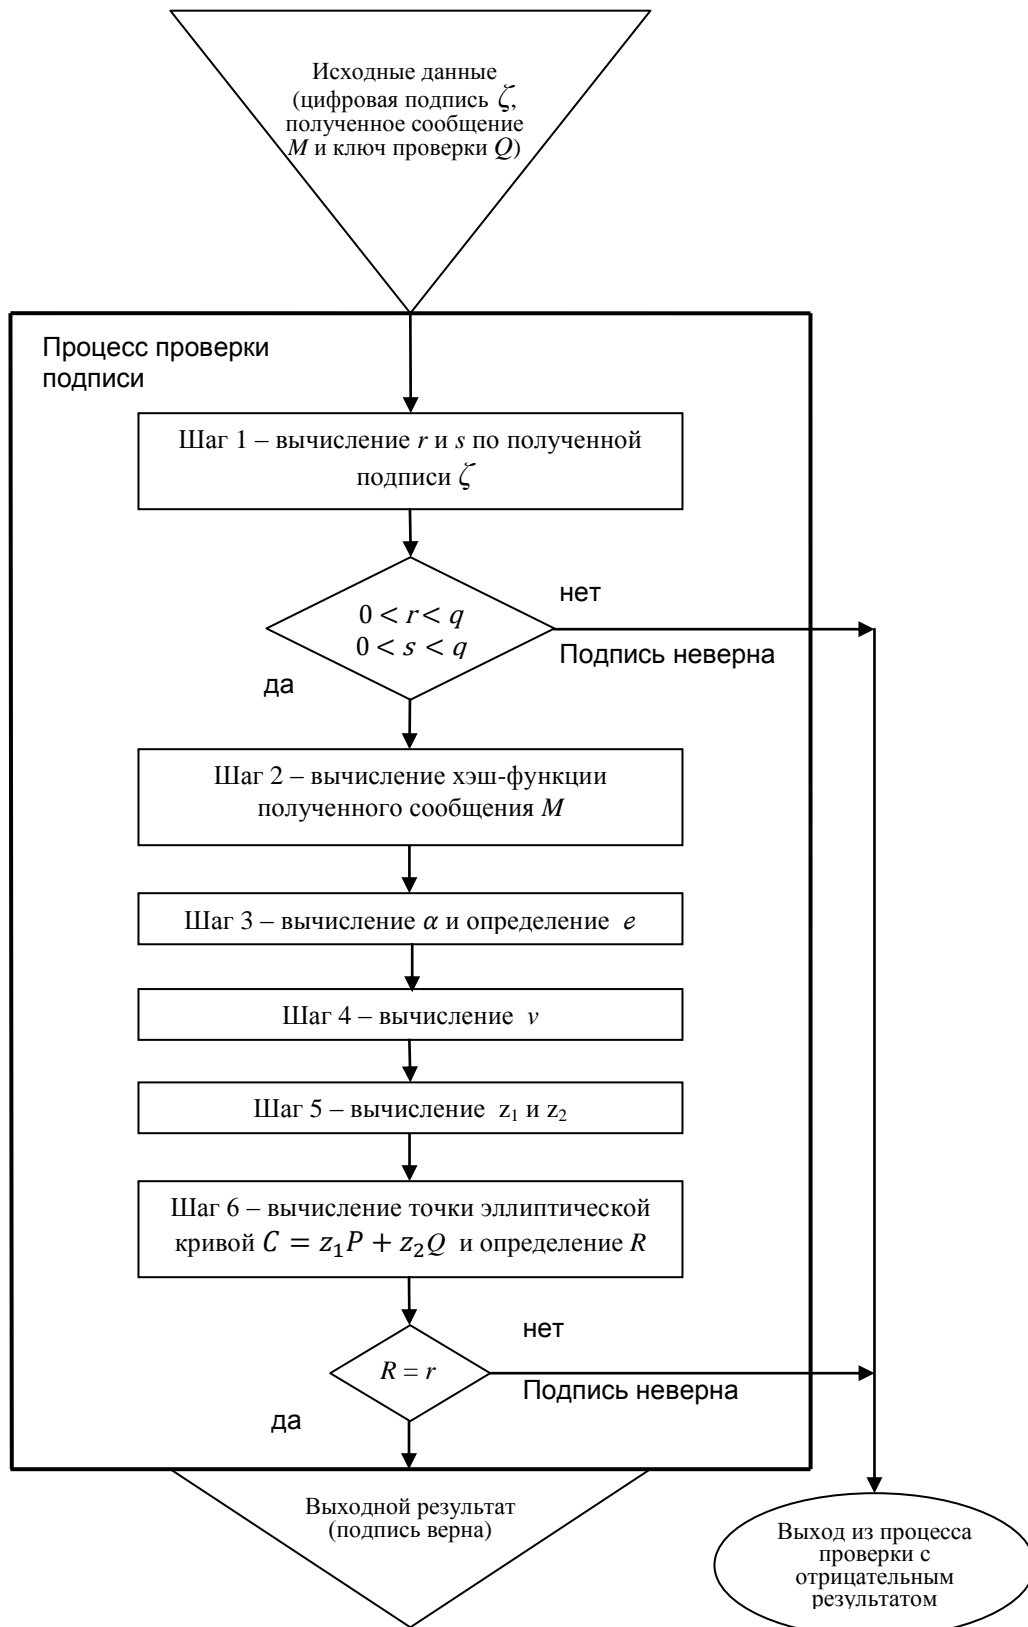 Исходные данные
(цифровая подпись ζ,
полученное сообщение
M и ключ проверки Q)
Процесс проверки
подписи
Шаг 1 – вычисление r и s по полученной
подписи ζ
0 < r < q
0 < s < q
нет
Подпись неверна
да
Шаг 2 – вычисление хэш-функции
полученного сообщения M
Шаг 3 – вычисление α и определение e
Шаг 4 – вычисление v
Шаг 5 – вычисление z₁ и z₂
Шаг 6 – вычисление точки эллиптической
кривой C = z₁P + z₂Q и определение R
R = r
нет
Подпись неверна
да
Выходной результат
(подпись верна)
Выход из процесса
проверки с
отрицательным
результатом